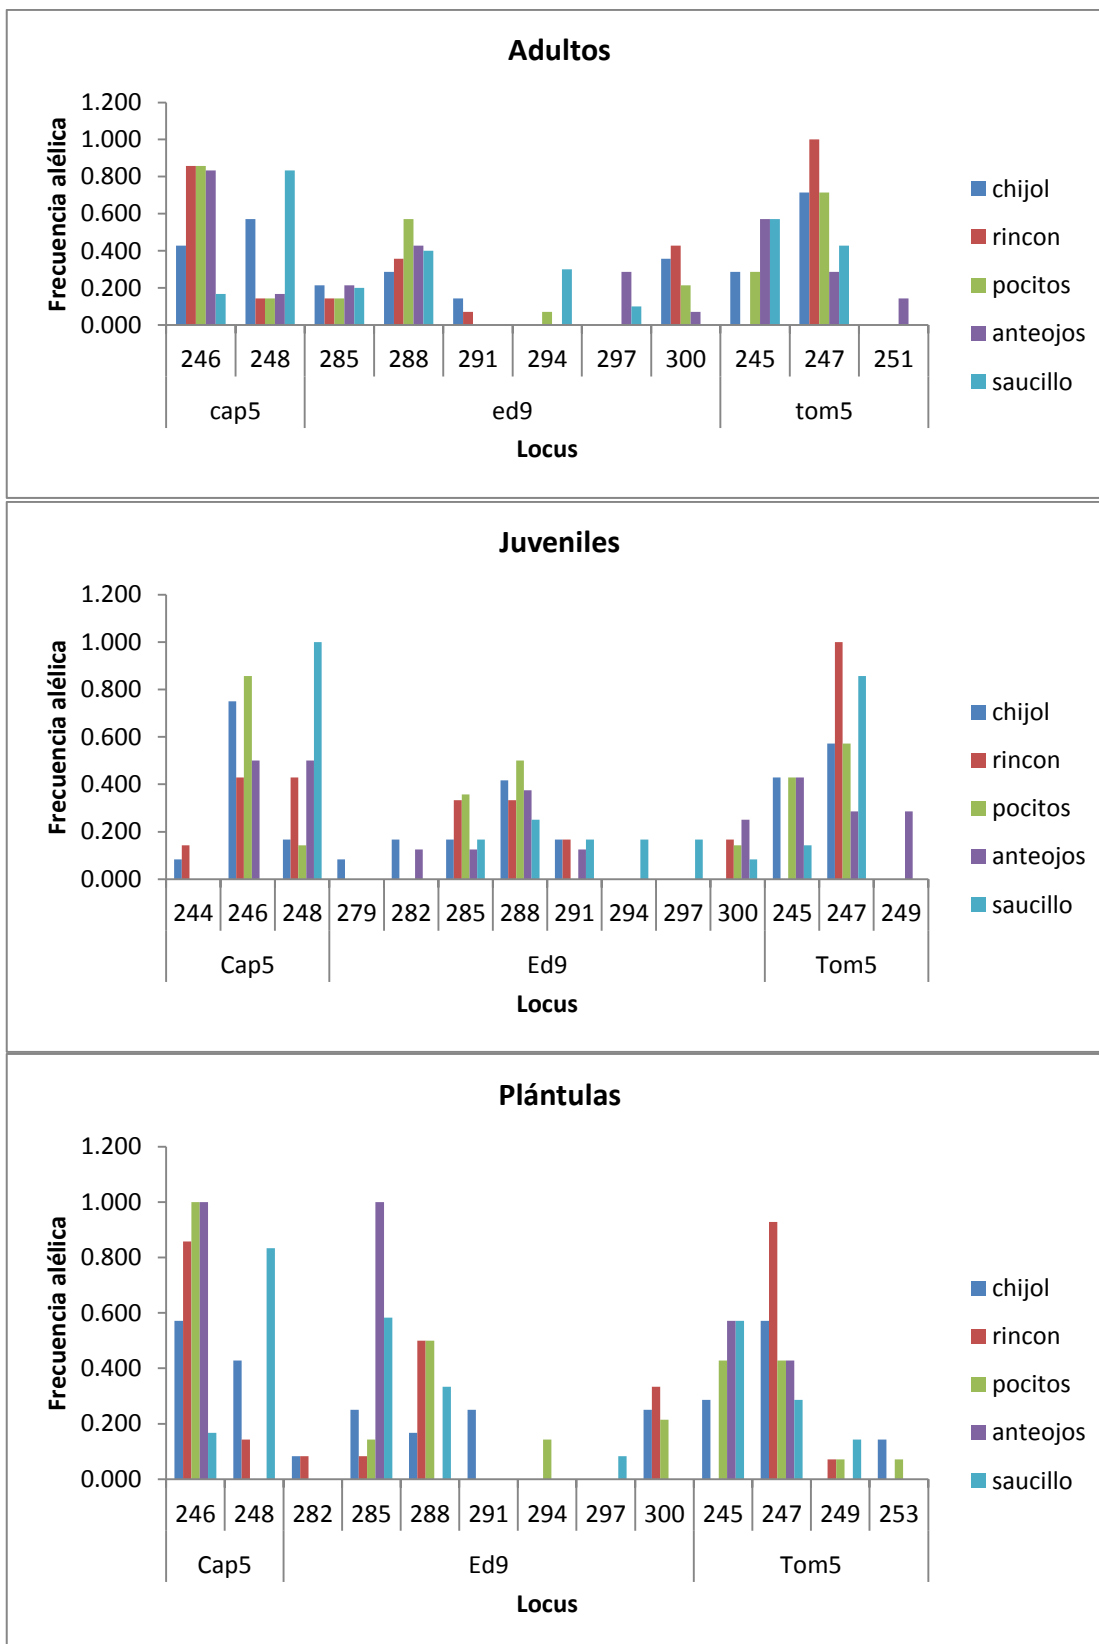 Adultos
Frecuencia alélica
1.200
1.000
0.800
0.600
0.400
0.200
0.000
246 248 285 288 291 294 297 300 245 247 251
cap5 ed9 tom5
Locus
chijol
rincon
pocitos
anteojos
saucillo
Juveniles
Frecuencia alélica
1.200
1.000
0.800
0.600
0.400
0.200
0.000
244 246 248 279 282 285 288 291 294 297 300 245 247 249
Cap5 Ed9 Tom5
Locus
chijol
rincon
pocitos
anteojos
saucillo
Plántulas
Frecuencia alélica
1.200
1.000
0.800
0.600
0.400
0.200
0.000
246 248 282 285 288 291 294 297 300 245 247 249 253
Cap5 Ed9 Tom5
Locus
chijol
rincon
pocitos
anteojos
saucillo